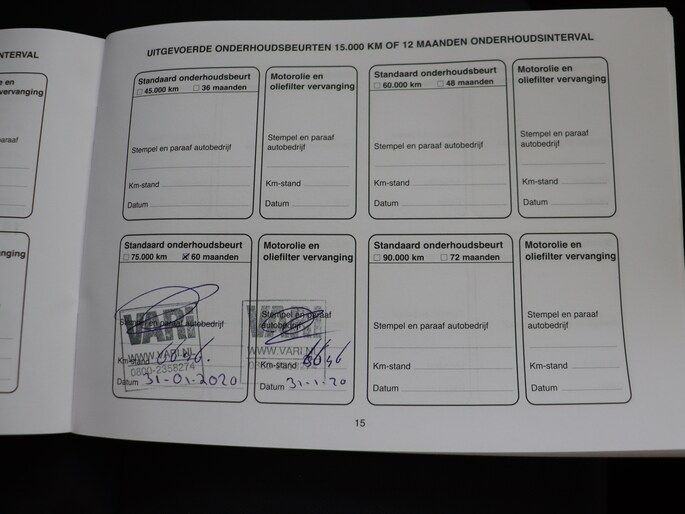 NTERVAL
UITGEVOERDE ONDERHOUDSBEURTEN 15.000 KM OF 12 MAANDEN ONDERHOUDSINTERVAL
e en
vervanging
araaf
Standaard onderhoudsbeurt
45.000 km 36 maanden
Stempel en paraaf autobedrijf
Km-stand
Datum
Motorolie en
oliefilter vervanging
Stempel en paraaf
autobedrijf
Km-stand
Datum
Standaard onderhoudsbeurt
60.000 km 48 maanden
Stempel en paraaf autobedrijf
Km-stand
Datum
Motorolie en
oliefilter vervanging
Stempel en paraaf
autobedrijf
Km-stand
Datum
nging
Standaard onderhoudsbeurt
75.000 km 60 maanden
Stempel en paraaf autobedrijf
VARi
WWW.VARI.NL
Km-stand
0800-2358274
Datum 31-01-2020
Motorolie en
oliefilter vervanging
Stempel en paraaf
autobedrijf
VARi
WWW.VARI.N
Km-stand
Datum 31-1-20
Standaard onderhoudsbeurt
90.000 km 72 maanden
Stempel en paraaf autobedrijf
Km-stand
Datum
Motorolie en
oliefilter vervanging
Stempel en paraaf
autobedrijf
Km-stand
Datum
15